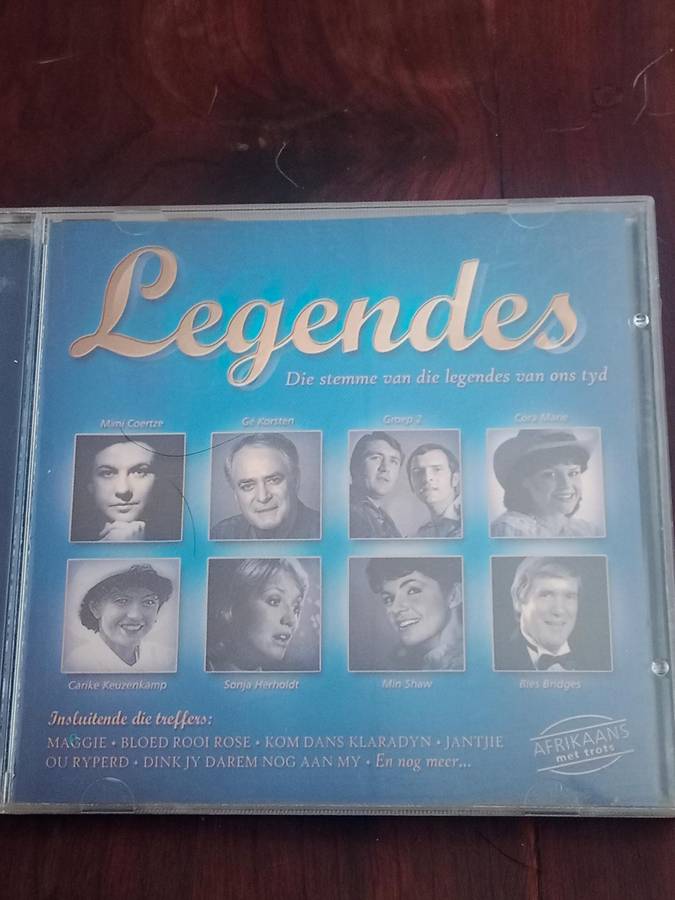 Legendes
Die stemme van die legendes van ons tyd
Mimi Coertze
Gé Korsten
Groep 2
Cora Marie
Carike Keuzenkamp
Sonja Herholdt
Min Shaw
Bles Bridges
Insluitende die treffers:
MAGGIE • BLOED ROOI ROSE • KOM DANS KLARADYN • JANTJIE
OU RYPERD • DINK JY DAREM NOG AAN MY • En nog meer...
AFRIKAANS
met trots